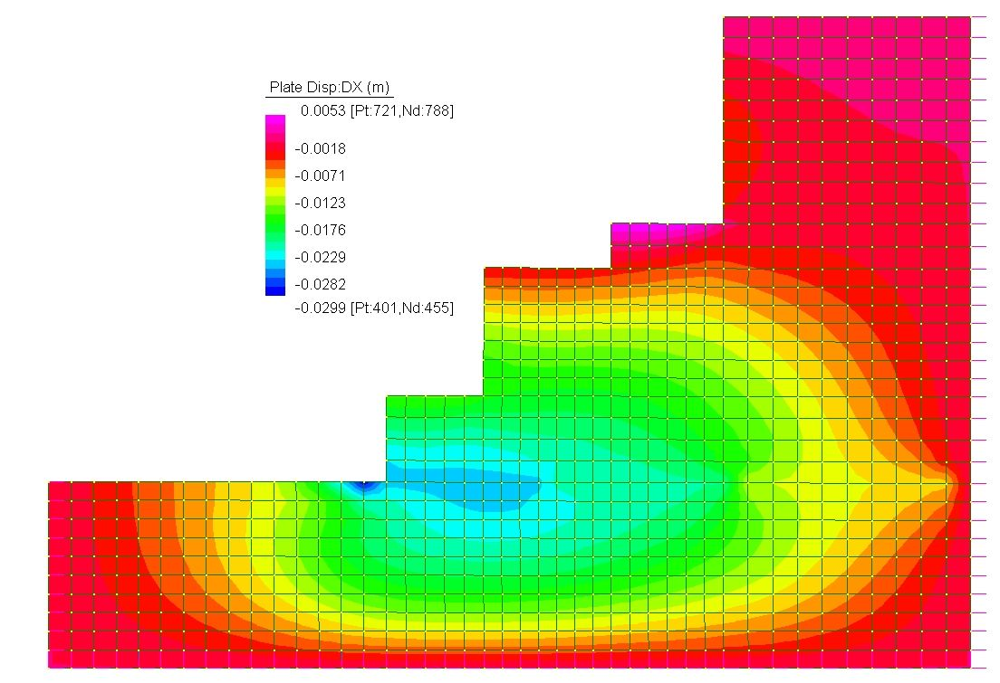 Plate Disp:DX (m)
0.0053 [Pt:721,Nd:788]
-0.0018
-0.0071
-0.0123
-0.0176
-0.0229
-0.0282
-0.0299 [Pt:401,Nd:455]